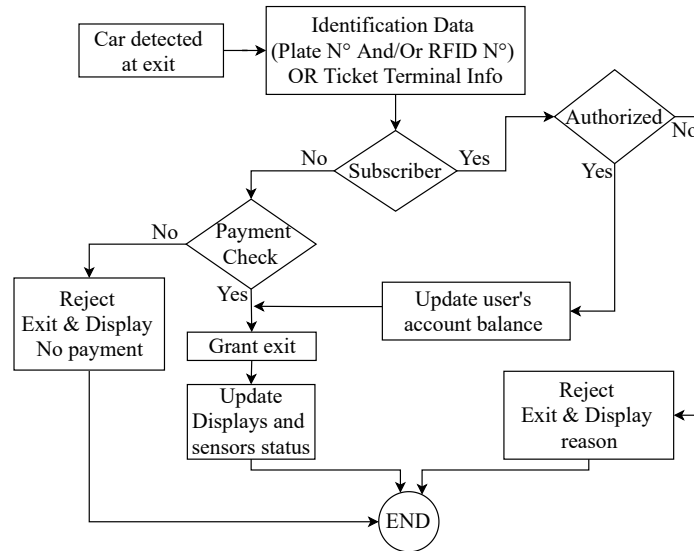 Car detected
at exit
Identification Data
(Plate N° And/Or RFID N°)
OR Ticket Terminal Info
Authorized
No
Yes
Subscriber
No
Yes
Payment
Check
No
Yes
Reject
Exit & Display
No payment
Update user's
account balance
Grant exit
Update
Displays and
sensors status
Reject
Exit & Display
reason
END